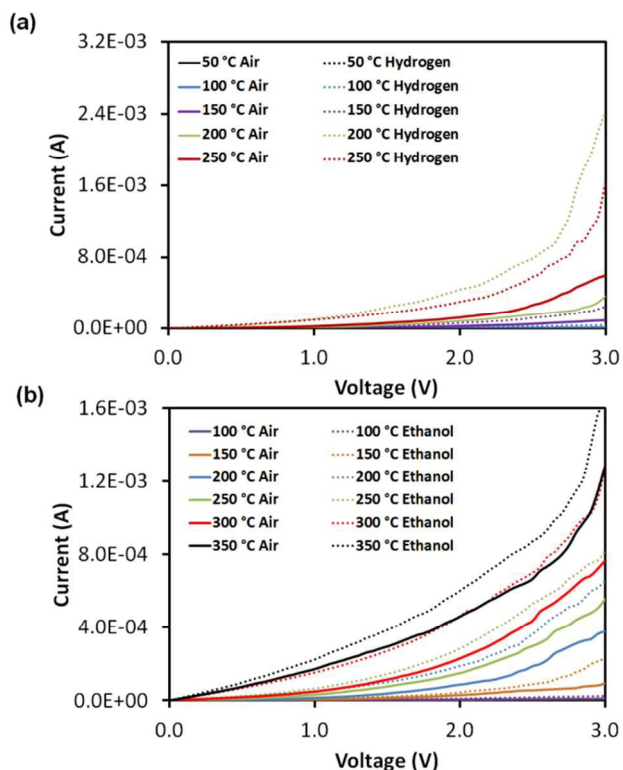 (a)
3.2E-03
2.4E-03
1.6E-03
8.0E-04
0.0E+00
Current (A)
50 °C Air 50 °C Hydrogen
100 °C Air 100 °C Hydrogen
150 °C Air 150 °C Hydrogen
200 °C Air 200 °C Hydrogen
250 °C Air 250 °C Hydrogen
0.0 1.0 2.0 3.0
Voltage (V)
(b)
1.6E-03
1.2E-03
8.0E-04
4.0E-04
0.0E+00
Current (A)
100 °C Air 100 °C Ethanol
150 °C Air 150 °C Ethanol
200 °C Air 200 °C Ethanol
250 °C Air 250 °C Ethanol
300 °C Air 300 °C Ethanol
350 °C Air 350 °C Ethanol
0.0 1.0 2.0 3.0
Voltage (V)